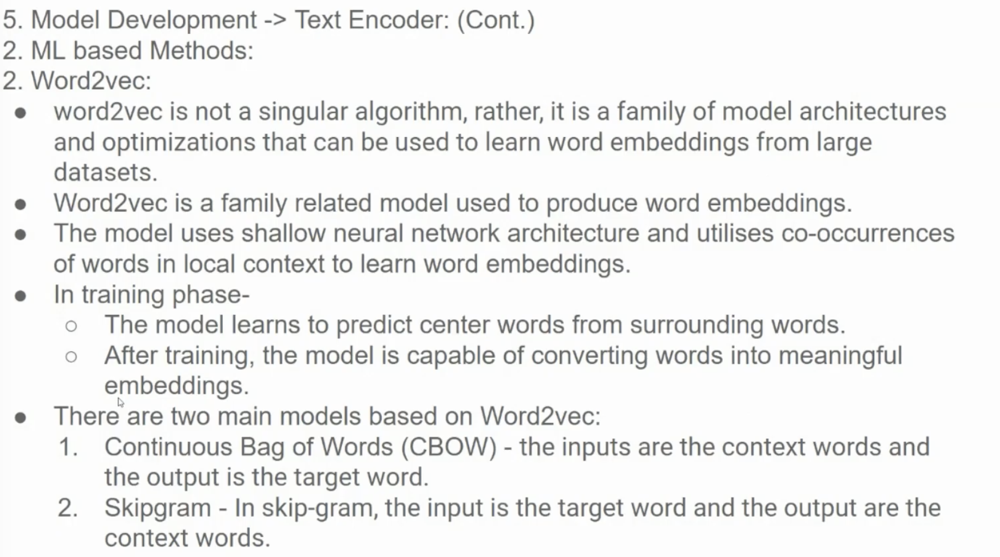 5. Model Development -> Text Encoder: (Cont.)
2. ML based Methods:
2. Word2vec:
● word2vec is not a singular algorithm, rather, it is a family of model architectures
and optimizations that can be used to learn word embeddings from large
datasets.
● Word2vec is a family related model used to produce word embeddings.
● The model uses shallow neural network architecture and utilises co-occurrences
of words in local context to learn word embeddings.
● In training phase-
○ The model learns to predict center words from surrounding words.
○ After training, the model is capable of converting words into meaningful
embeddings.
● There are two main models based on Word2vec:
1. Continuous Bag of Words (CBOW) - the inputs are the context words and
the output is the target word.
2. Skipgram - In skip-gram, the input is the target word and the output are the
context words.